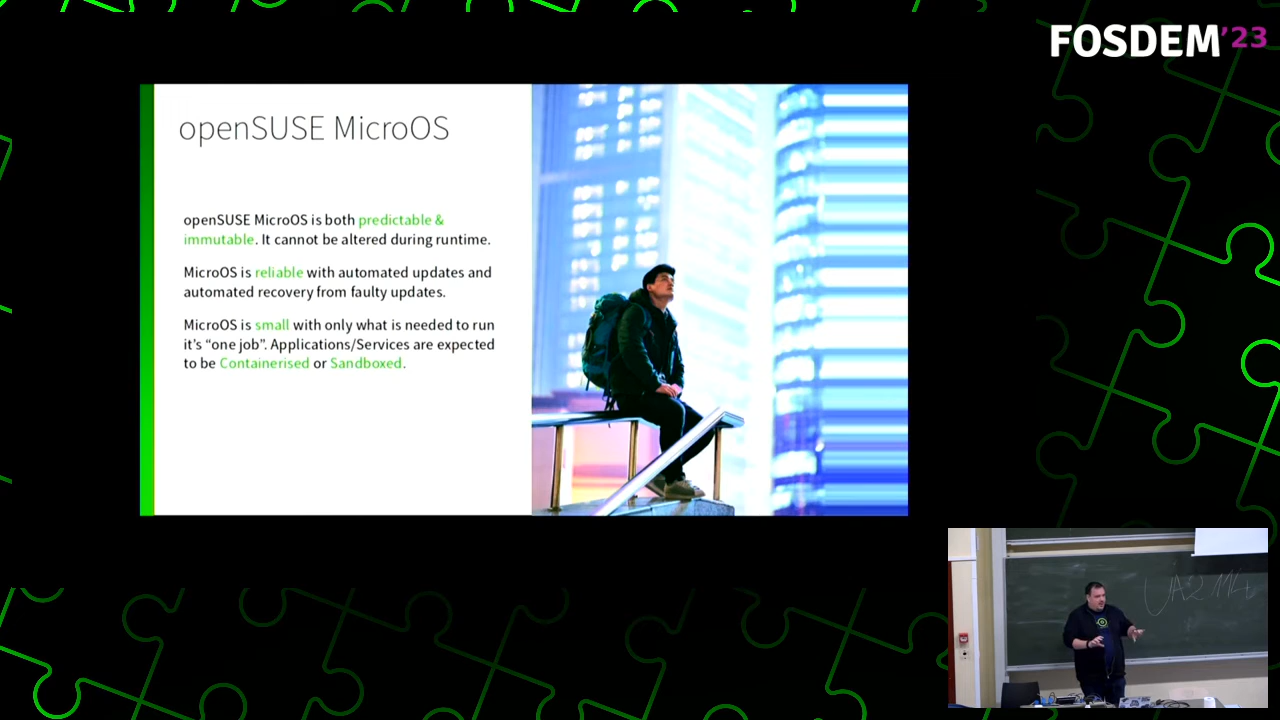 FOSDEM'23
openSUSE MicroOS
openSUSE MicroOS is both predictable &
immutable. It cannot be altered during runtime.
MicroOS is reliable with automated updates and
automated recovery from faulty updates.
MicroOS is small with only what is needed to run
it's “one job”. Applications/Services are expected
to be Containerised or Sandboxed.